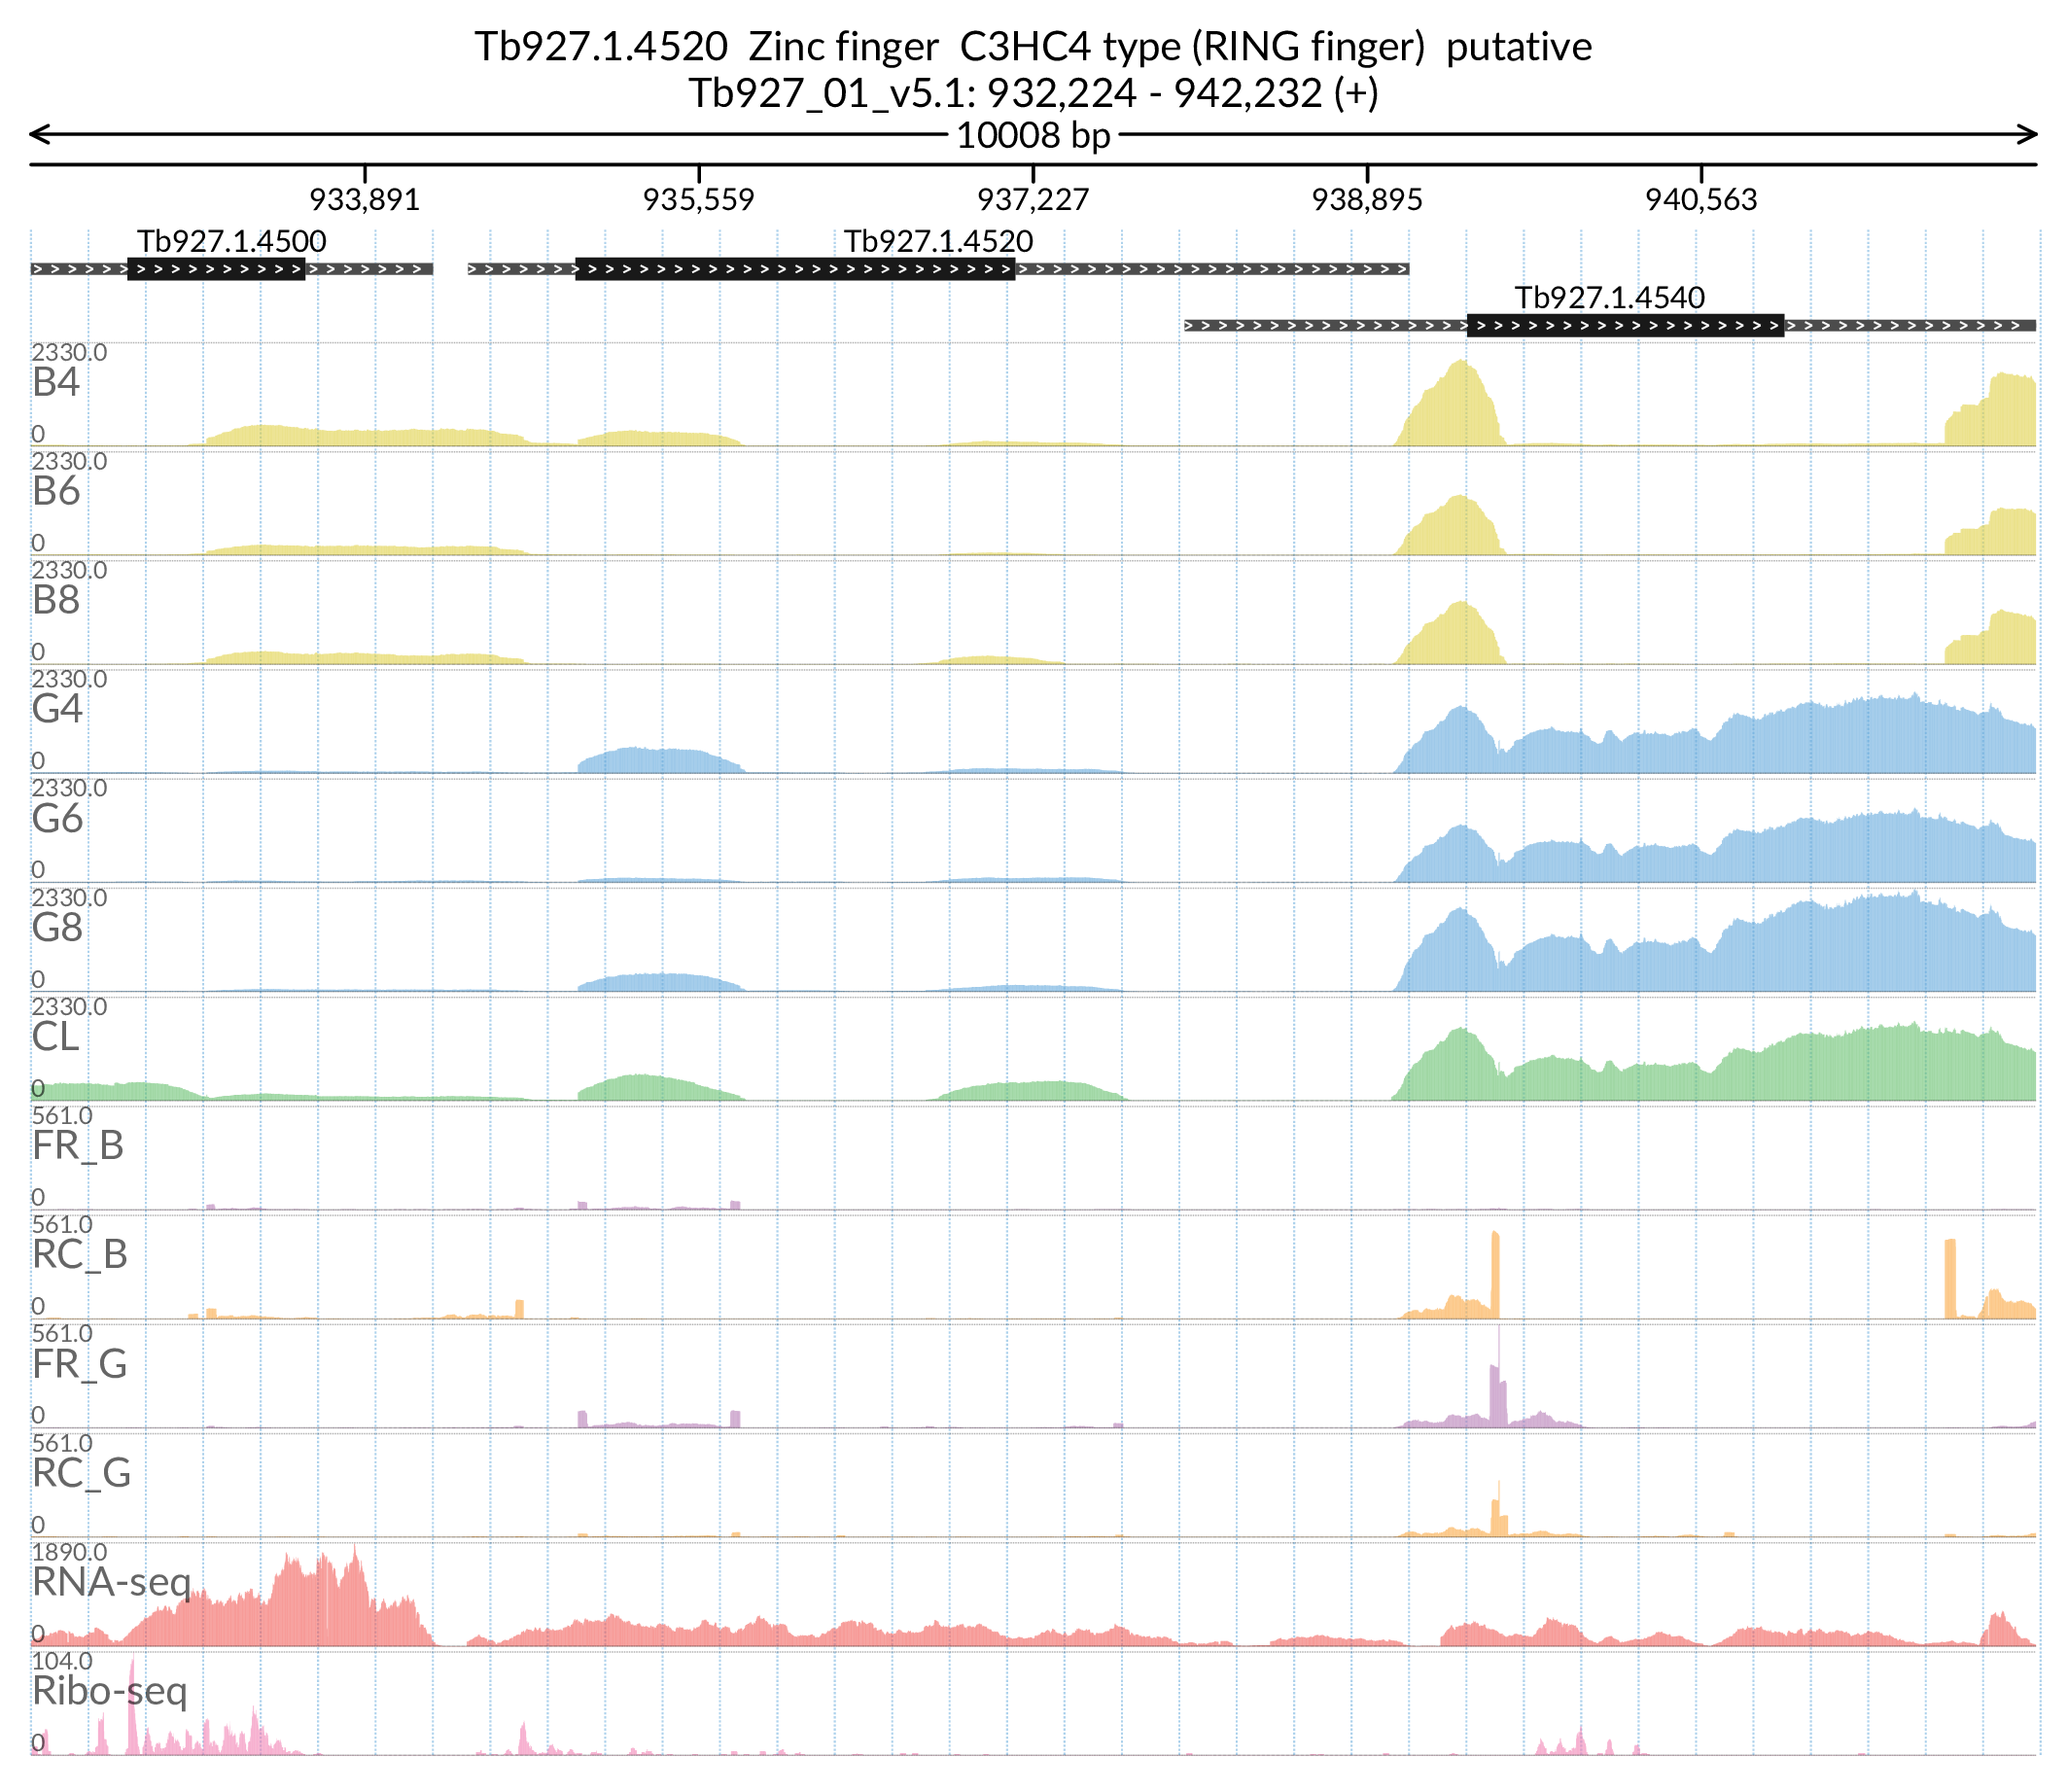 Tb927.1.4520  Zinc finger  C3HC4 type (RING finger)  putative
Tb927_01_v5.1: 932,224 - 942,232 (+)
10008 bp
933,891 935,559 937,227 938,895 940,563
Tb927.1.4500 Tb927.1.4520
Tb927.1.4540
2330.0
B4
0
2330.0
B6
0
2330.0
B8
0
2330.0
G4
0
2330.0
G6
0
2330.0
G8
0
2330.0
CL
0
561.0
FR_B
0
561.0
RC_B
0
561.0
FR_G
0
561.0
RC_G
0
1890.0
RNA-seq
0
104.0
Ribo-seq
0